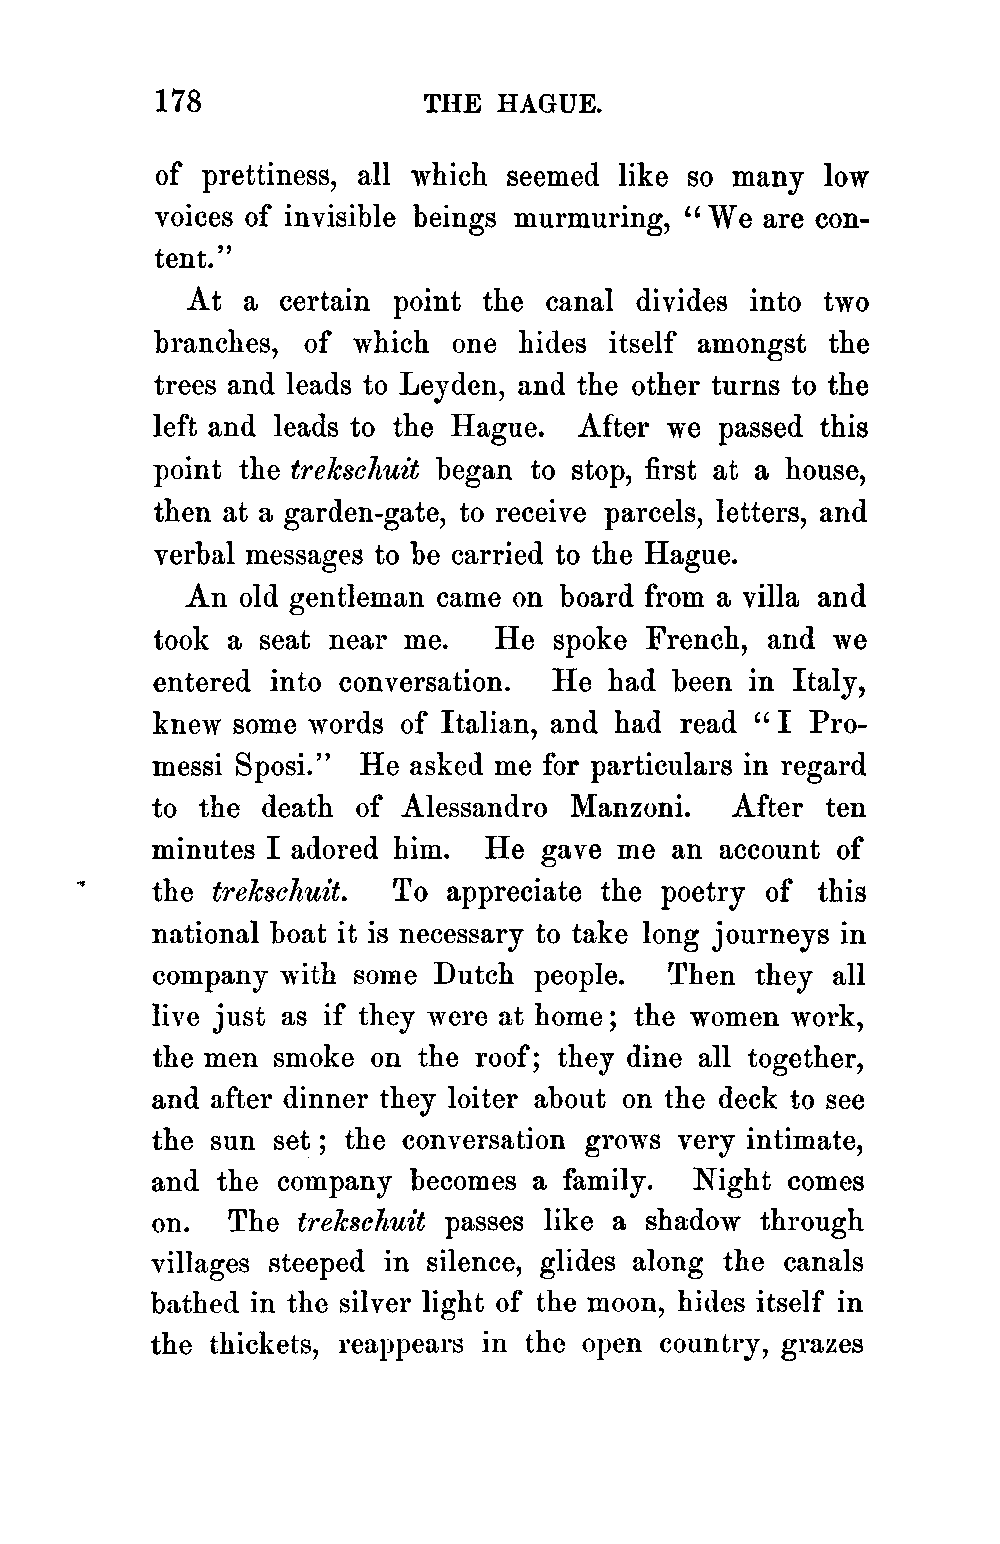 178 THE HAGUE.
of prettiness, all which seemed like so many low
voices of invisible beings murmuring, “We are con-
tent.”
At a certain point the canal divides into two
branches, of which one hides itself amongst the
trees and leads to Leyden, and the other turns to the
left and leads to the Hague. After we passed this
point the trekschuit began to stop, first at a house,
then at a garden-gate, to receive parcels, letters, and
verbal messages to be carried to the Hague.
An old gentleman came on board from a villa and
took a seat near me. He spoke French, and we
entered into conversation. He had been in Italy,
knew some words of Italian, and had read “I Pro-
messi Sposi.” He asked me for particulars in regard
to the death of Alessandro Manzoni. After ten
minutes I adored him. He gave me an account of
the trekschuit. To appreciate the poetry of this
national boat it is necessary to take long journeys in
company with some Dutch people. Then they all
live just as if they were at home; the women work,
the men smoke on the roof; they dine all together,
and after dinner they loiter about on the deck to see
the sun set; the conversation grows very intimate,
and the company becomes a family. Night comes
on. The trekschuit passes like a shadow through
villages steeped in silence, glides along the canals
bathed in the silver light of the moon, hides itself in
the thickets, reappears in the open country, grazes